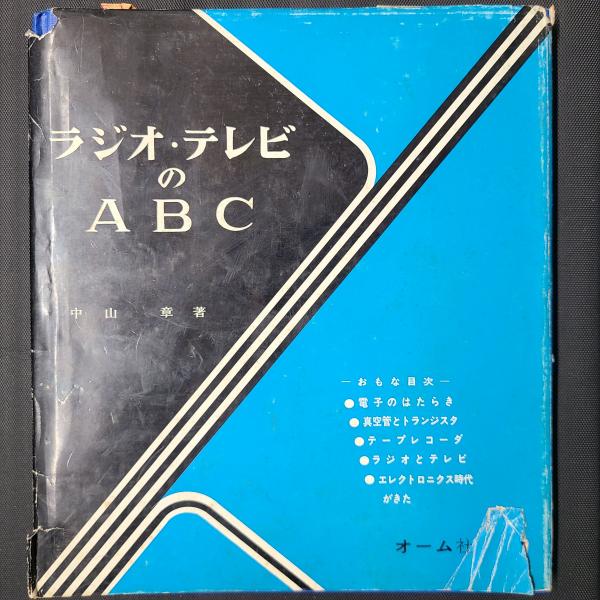 ラジオ・テレビ
の
ABC
中山 章著
―おもな目次―
●電子のはたらき
●真空管とトランジスタ
●テープレコーダ
●ラジオとテレビ
●エレクトロニクス時代
がきた
オーム社